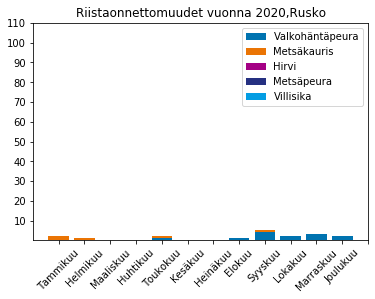 Riistaonnettomuudet vuonna 2020,Rusko
110
100
90
80
70
60
50
40
30
20
10
Valkohäntäpeura
Metsäkauris
Hirvi
Metsäpeura
Villisika
Tammikuu
Helmikuu
Maaliskuu
Huhtikuu
Toukokuu
Kesäkuu
Heinäkuu
Elokuu
Syyskuu
Lokakuu
Marraskuu
Joulukuu